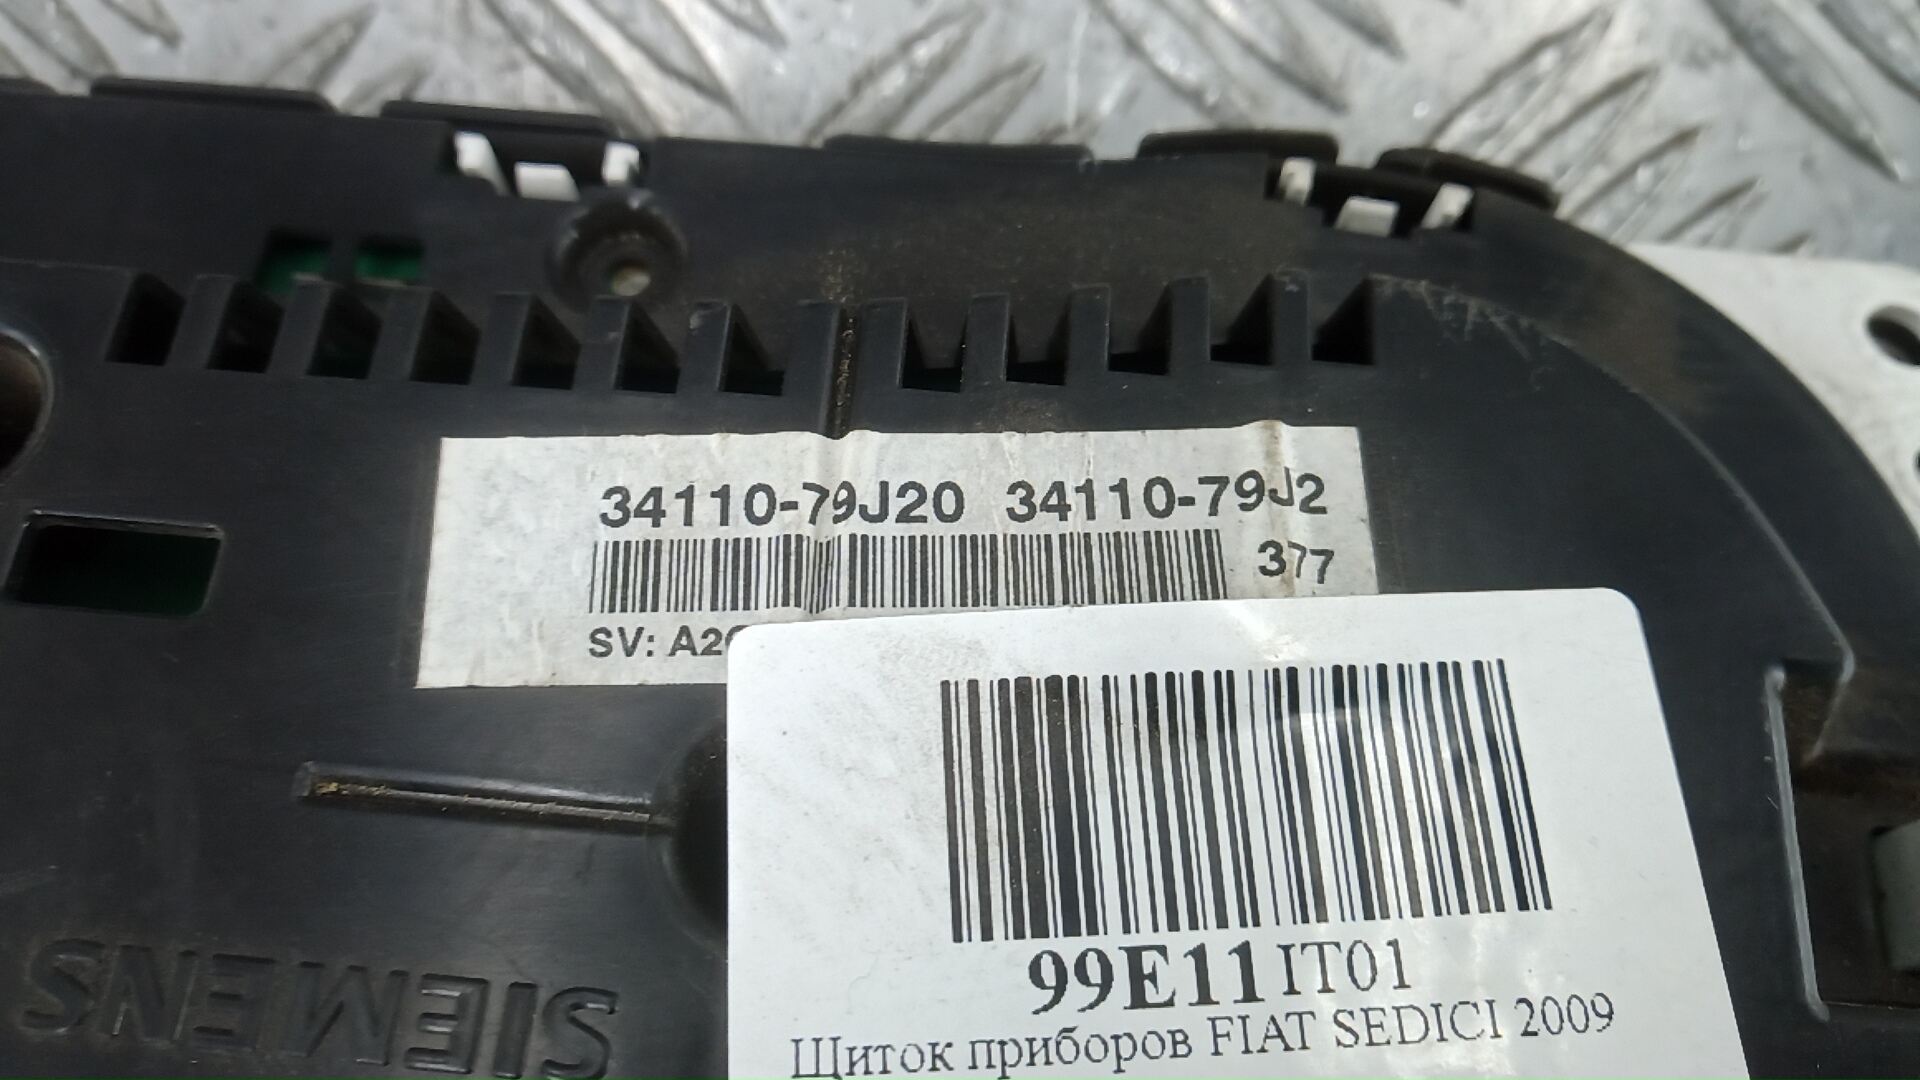 34110-79J20 34110-79J2
377
SV: A2
99E11IT01
Щиток приборов FIAT SEDICI 2009
SIEMENS